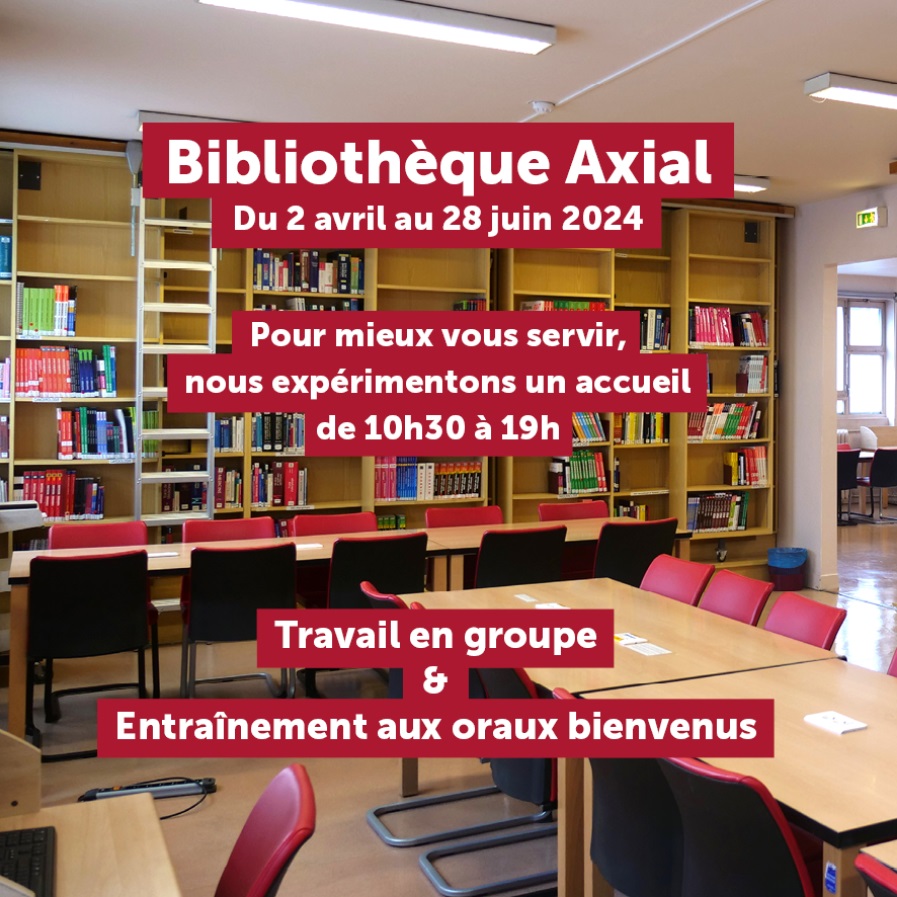 Bibliothèque Axial
Du 2 avril au 28 juin 2024
Pour mieux vous servir,
nous expérimentons un accueil
de 10h30 à 19h
Travail en groupe
&
Entraînement aux oraux bienvenus